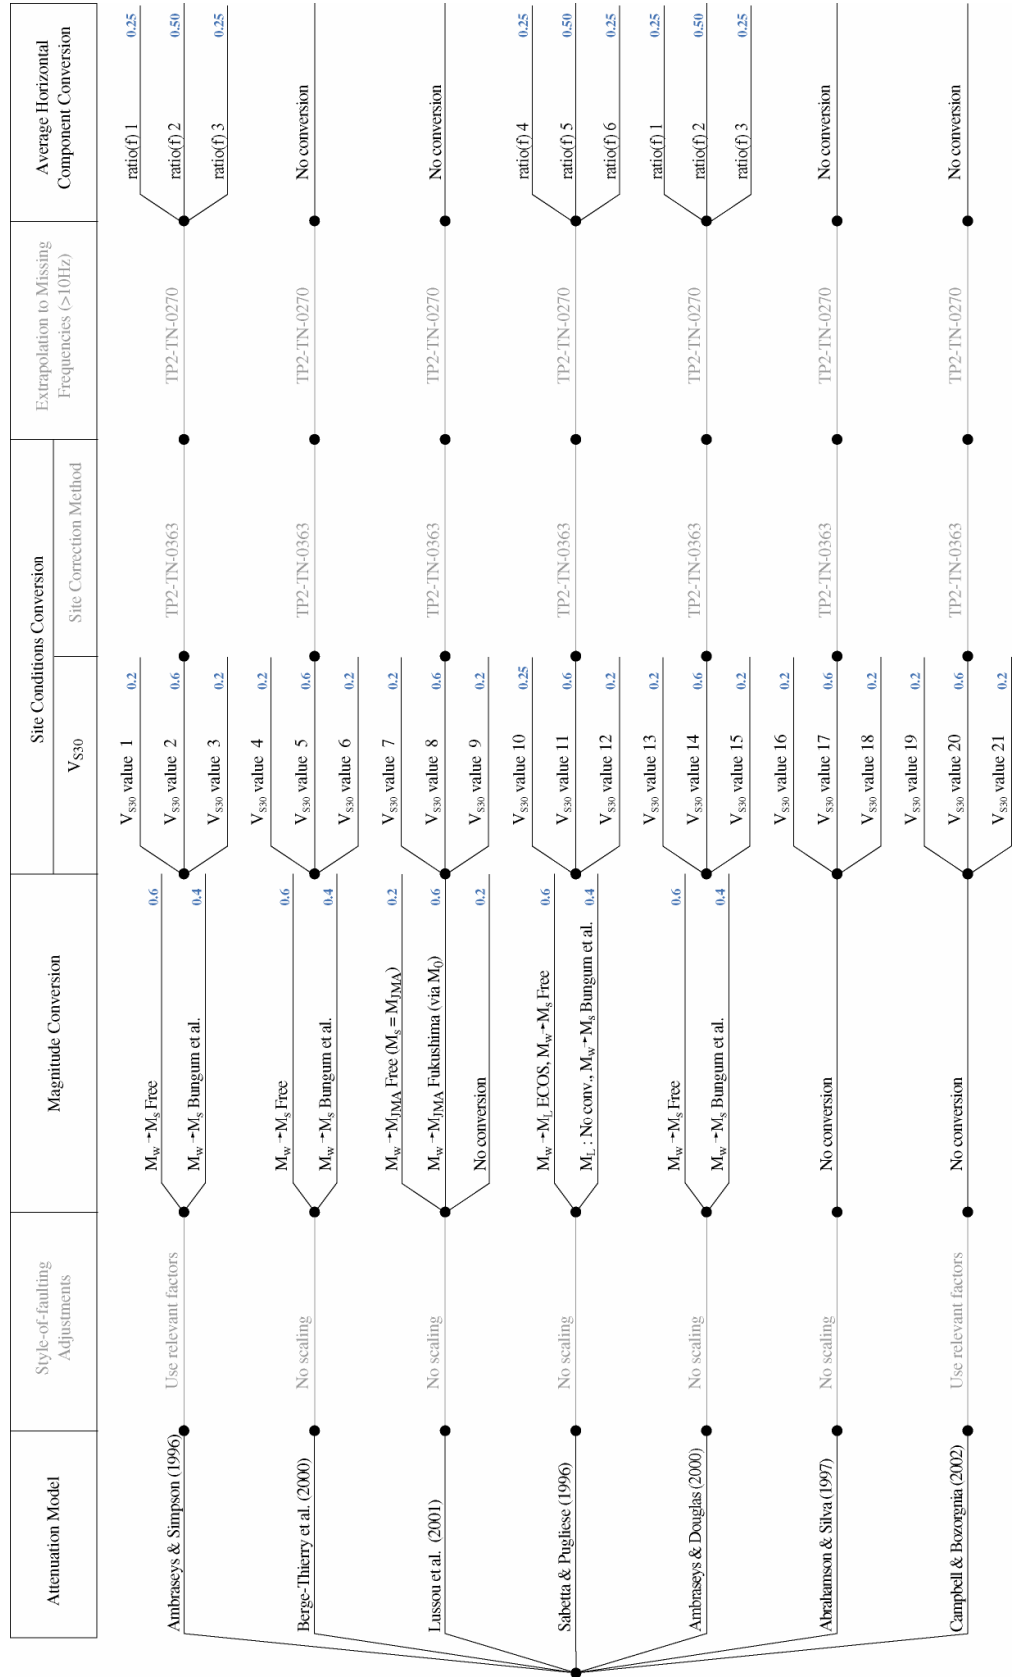 Attenuation Model
Style-of-faulting
Adjustments
Magnitude Conversion
Site Conditions Conversion
VS30
Site Correction Method
Extrapolation to Missing
Frequencies (>10Hz)
Average Horizontal
Component Conversion
Ambraseys & Simpson (1996)
Use relevant factors
Mw→Ms Free
0.6
Mw→Ms Bungum et al.
0.4
VS30 value 1
0.2
VS30 value 2
0.6
VS30 value 3
0.2
TP2-TN-0363
TP2-TN-0270
ratio(f) 1
0.25
ratio(f) 2
0.50
ratio(f) 3
0.25
Berge-Thierry et al. (2000)
No scaling
Mw→Ms Free
0.6
Mw→Ms Bungum et al.
0.4
VS30 value 4
0.2
VS30 value 5
0.6
VS30 value 6
0.2
TP2-TN-0363
TP2-TN-0270
No conversion
Lussou et al. (2001)
No scaling
Mw→MJMA Free (Ms = MJMA)
0.2
Mw→MJMA Fukushima (via M0)
0.6
No conversion
0.2
VS30 value 7
0.2
VS30 value 8
0.6
VS30 value 9
0.2
TP2-TN-0363
TP2-TN-0270
No conversion
Sabetta & Pugliese (1996)
No scaling
Mw→ML ECOS, Mw→Ms Free
0.6
ML : No conv., Mw→Ms Bungum et al.
0.4
VS30 value 10
0.25
VS30 value 11
0.6
VS30 value 12
0.2
TP2-TN-0363
TP2-TN-0270
ratio(f) 4
0.25
ratio(f) 5
0.50
ratio(f) 6
0.25
Ambraseys & Douglas (2000)
No scaling
Mw→Ms Free
0.6
Mw→Ms Bungum et al.
0.4
VS30 value 13
0.2
VS30 value 14
0.6
VS30 value 15
0.2
TP2-TN-0363
TP2-TN-0270
ratio(f) 1
0.25
ratio(f) 2
0.50
ratio(f) 3
0.25
Abrahamson & Silva (1997)
No scaling
No conversion
VS30 value 16
0.2
VS30 value 17
0.6
VS30 value 18
0.2
TP2-TN-0363
TP2-TN-0270
No conversion
Campbell & Bozorgnia (2002)
Use relevant factors
No conversion
VS30 value 19
0.2
VS30 value 20
0.6
VS30 value 21
0.2
TP2-TN-0363
TP2-TN-0270
No conversion